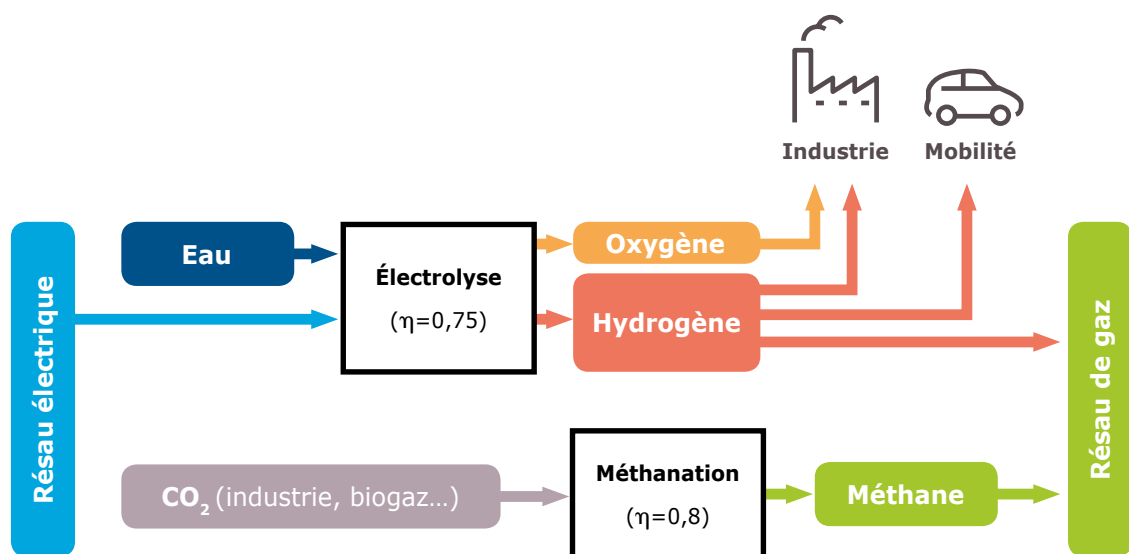 Industrie
Mobilité
Résau électrique
Eau
Électrolyse
(η=0,75)
Oxygène
Hydrogène
Résau de gaz
CO₂ (industrie, biogaz…)
Méthanation
(η=0,8)
Méthane